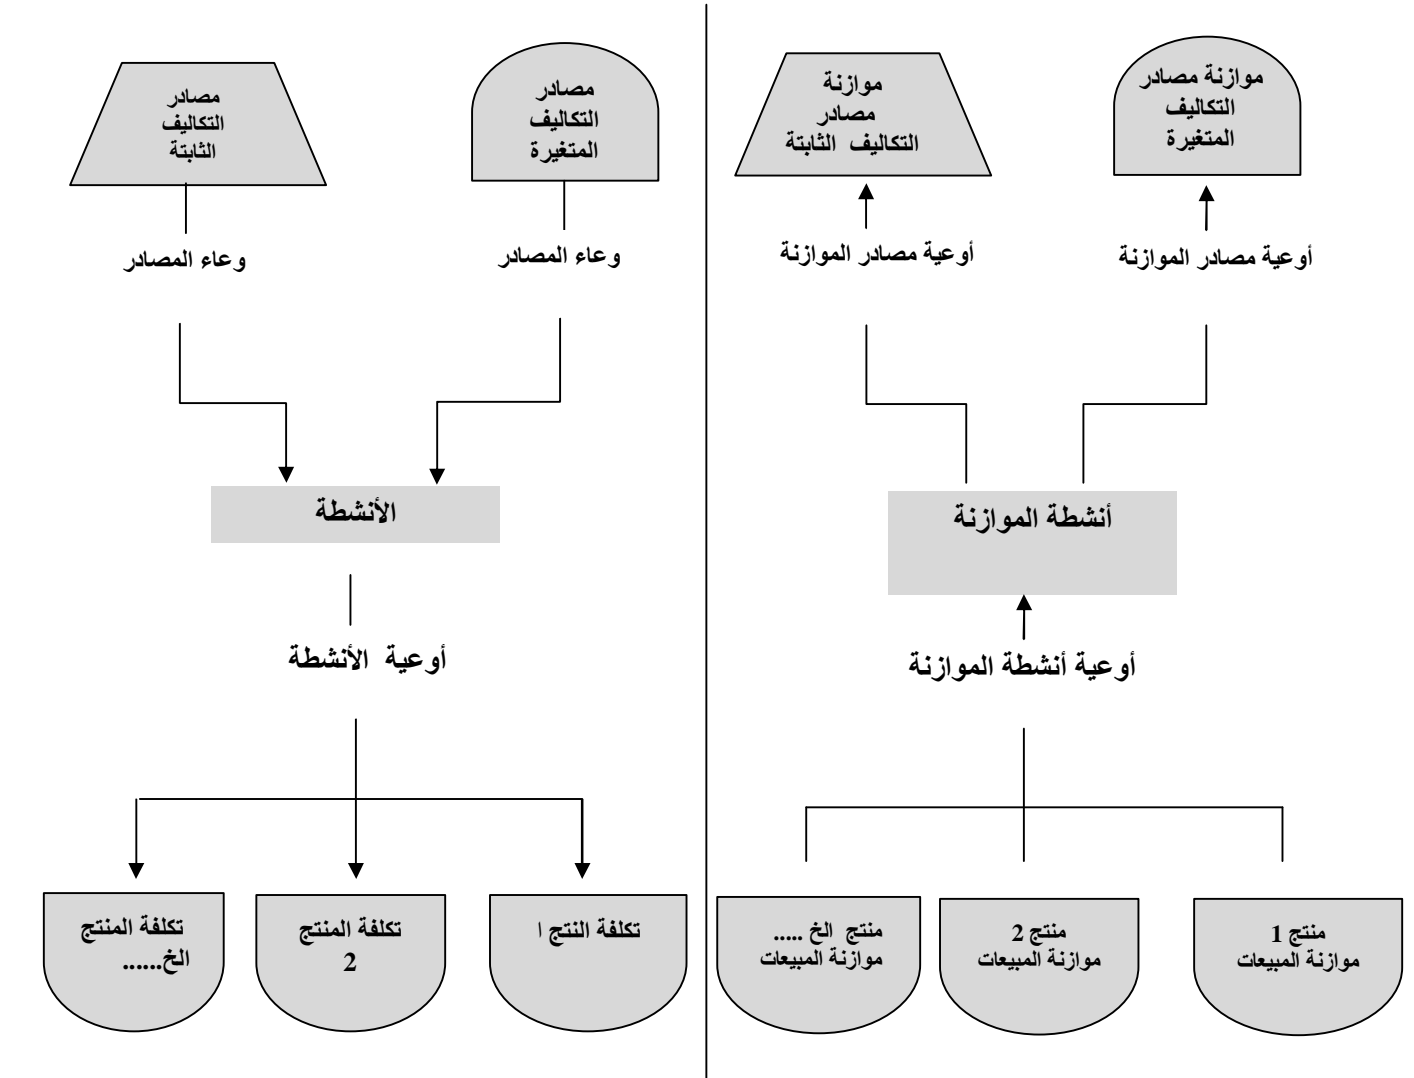 موازنة مصادر
التكاليف
المتغيرة
موازنة
مصادر
التكاليف الثابتة
أوعية مصادر الموازنة
أوعية مصادر الموازنة
أنشطة الموازنة
أوعية أنشطة الموازنة
منتج 1
موازنة المبيعات
منتج 2
موازنة المبيعات
منتج الخ .....
موازنة المبيعات
مصادر
التكاليف
المتغيرة
مصادر
التكاليف
الثابتة
وعاء المصادر
وعاء المصادر
الأنشطة
أوعية الأنشطة
تكلفة النتج ا
تكلفة المنتج
2
تكلفة المنتج
الخ......